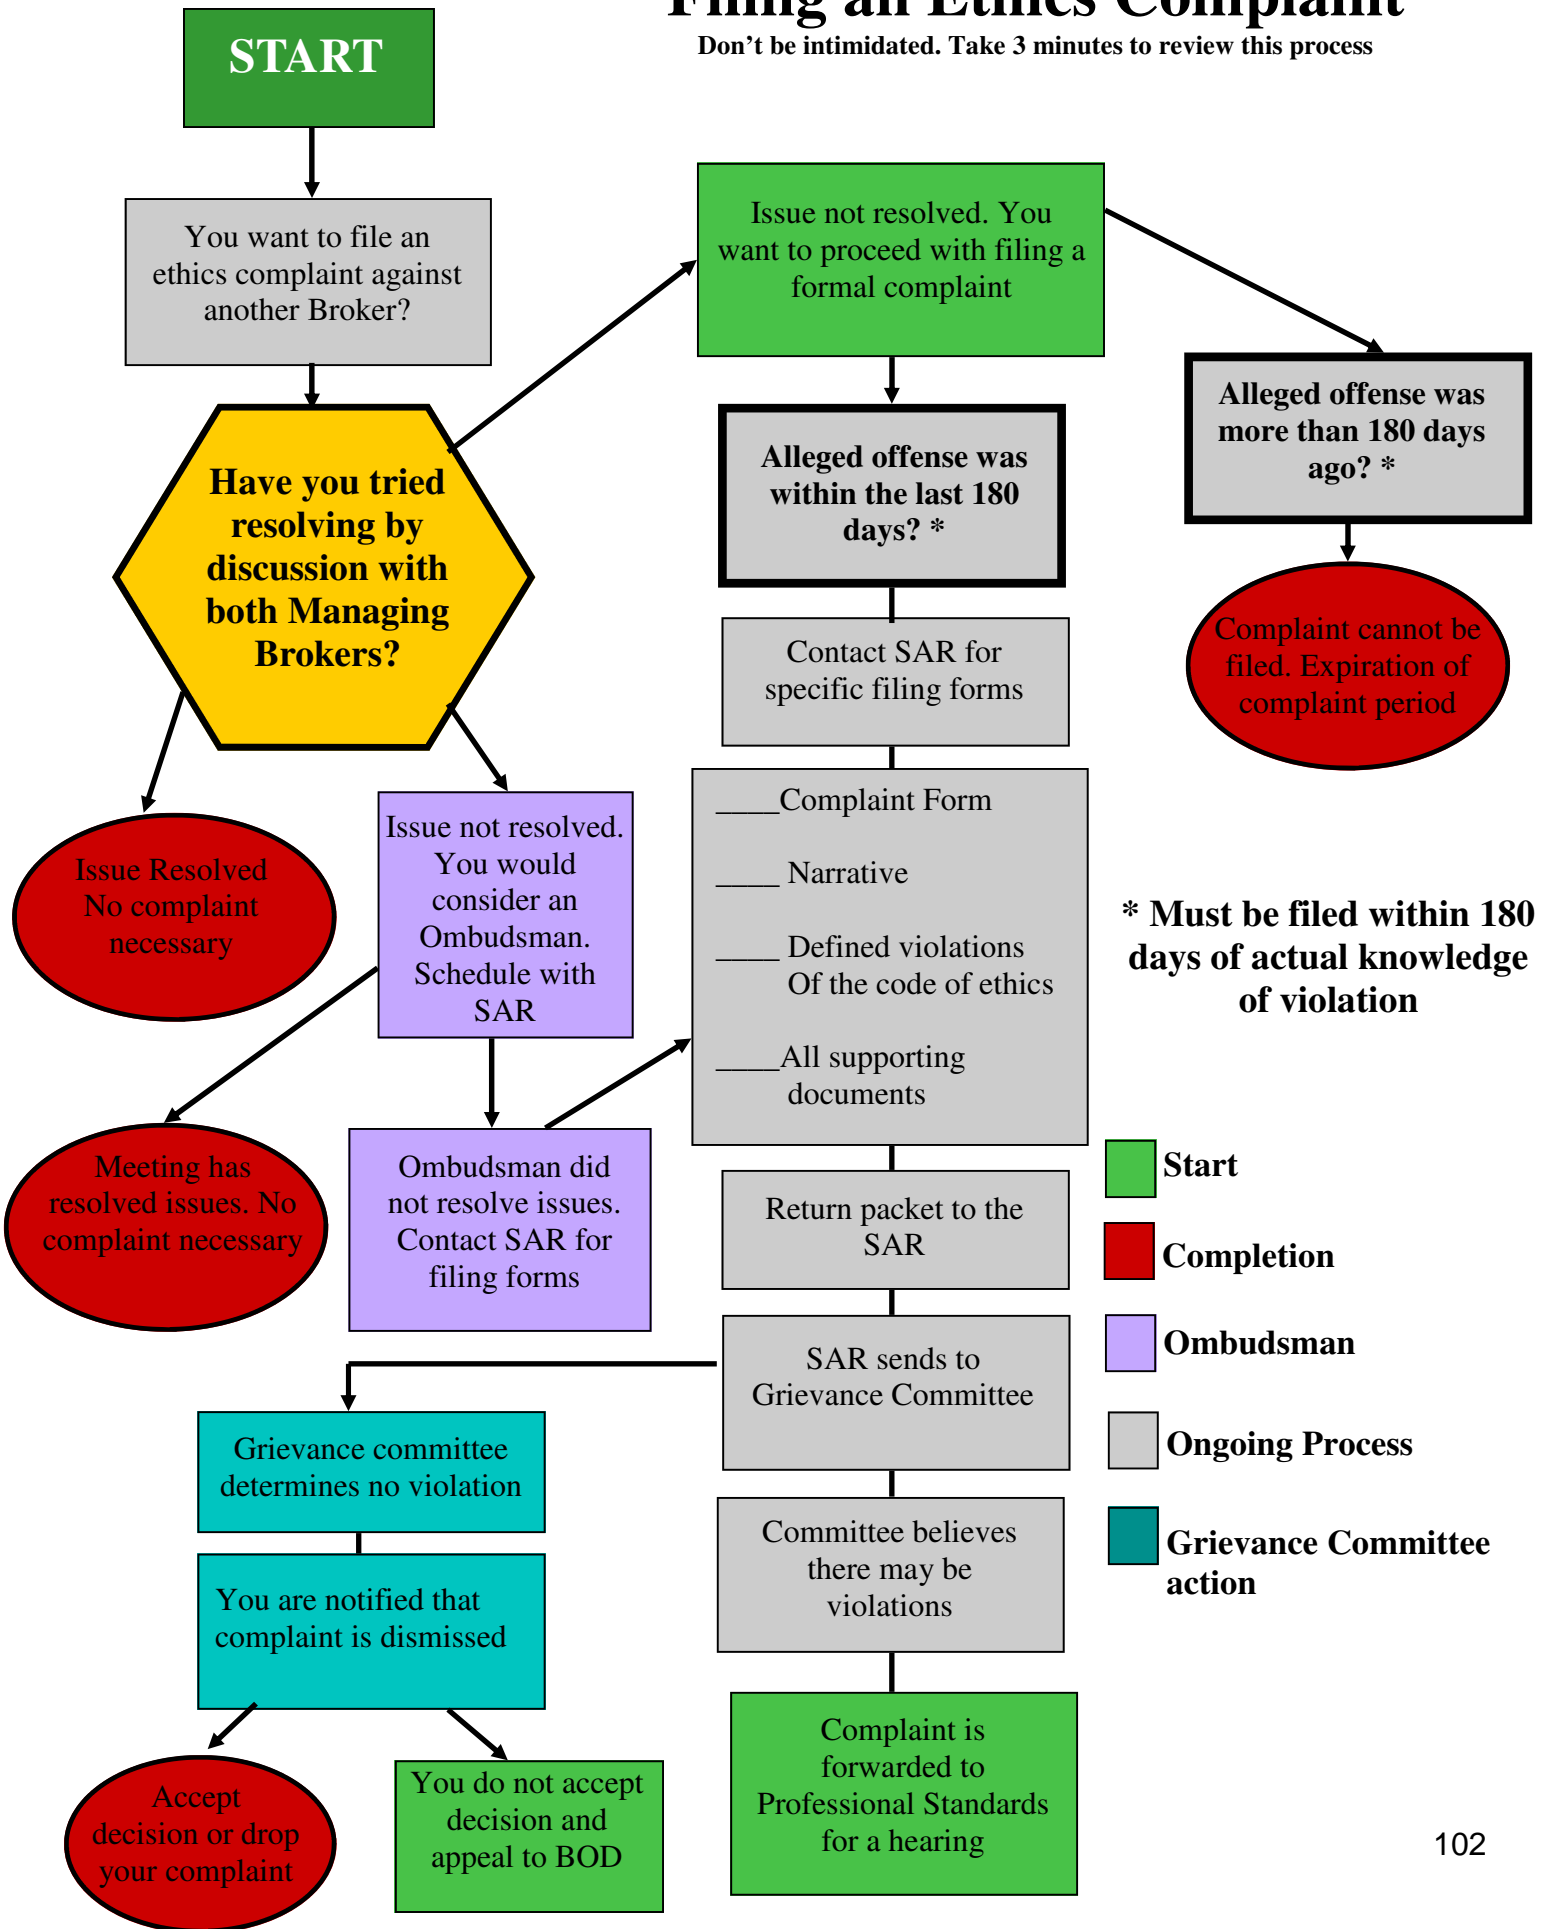 Filing an Ethics Complaint
Don't be intimidated. Take 3 minutes to review this process
START
You want to file an
ethics complaint against
another Broker?
Issue not resolved. You
want to proceed with filing a
formal complaint
Have you tried
resolving by
discussion with
both Managing
Brokers?
Alleged offense was
within the last 180
days? *
Alleged offense was
more than 180 days
ago? *
Contact SAR for
specific filing forms
Complaint cannot be
filed. Expiration of
complaint period
Issue Resolved
No complaint
necessary
Issue not resolved.
You would
consider an
Ombudsman.
Schedule with
SAR
____Complaint Form
____ Narrative
____ Defined violations
Of the code of ethics
____All supporting
documents
* Must be filed within 180
days of actual knowledge
of violation
Meeting has
resolved issues. No
complaint necessary
Ombudsman did
not resolve issues.
Contact SAR for
filing forms
Return packet to the
SAR
SAR sends to
Grievance Committee
Start
Completion
Ombudsman
Ongoing Process
Grievance Committee
action
Grievance committee
determines no violation
You are notified that
complaint is dismissed
Committee believes
there may be
violations
Accept
decision or drop
your complaint
You do not accept
decision and
appeal to BOD
Complaint is
forwarded to
Professional Standards
for a hearing
102